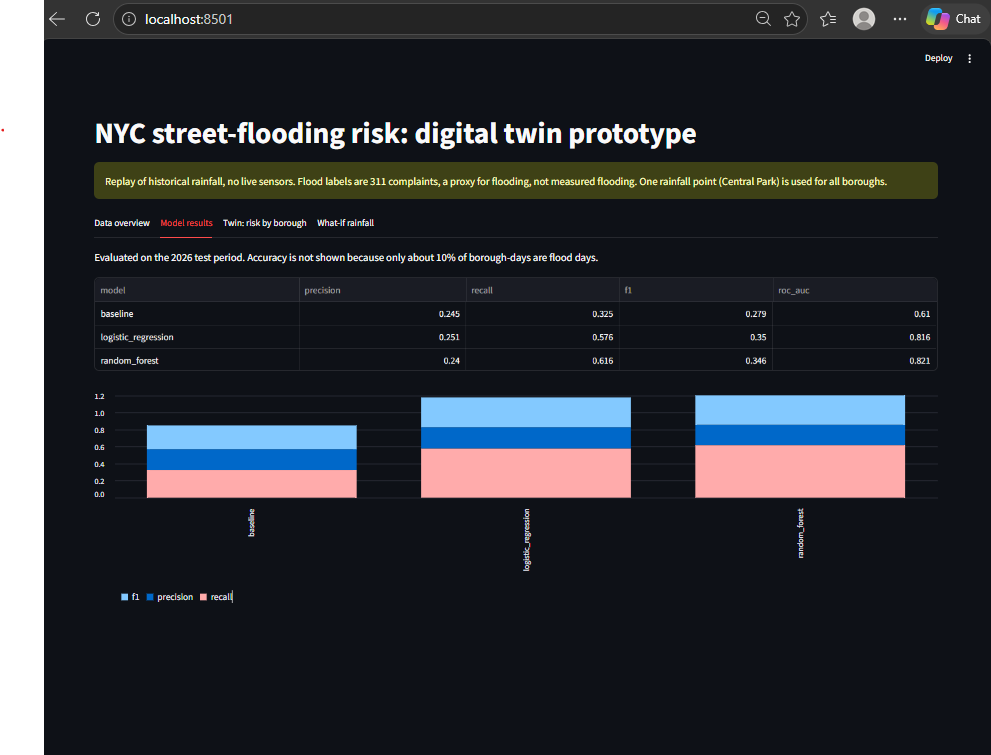 localhost:8501
Chat
Deploy
NYC street-flooding risk: digital twin prototype
Replay of historical rainfall, no live sensors. Flood labels are 311 complaints, a proxy for flooding, not measured flooding. One rainfall point (Central Park) is used for all boroughs.
Data overview Model results Twin: risk by borough What-if rainfall
Evaluated on the 2026 test period. Accuracy is not shown because only about 10% of borough-days are flood days.
model precision recall f1 roc_auc
baseline 0.245 0.325 0.279 0.61
logistic_regression 0.251 0.576 0.35 0.816
random_forest 0.24 0.616 0.346 0.821
1.2
1.0
0.8
0.6
0.4
0.2
0.0
baseline
logistic_regression
random_forest
f1 precision recall